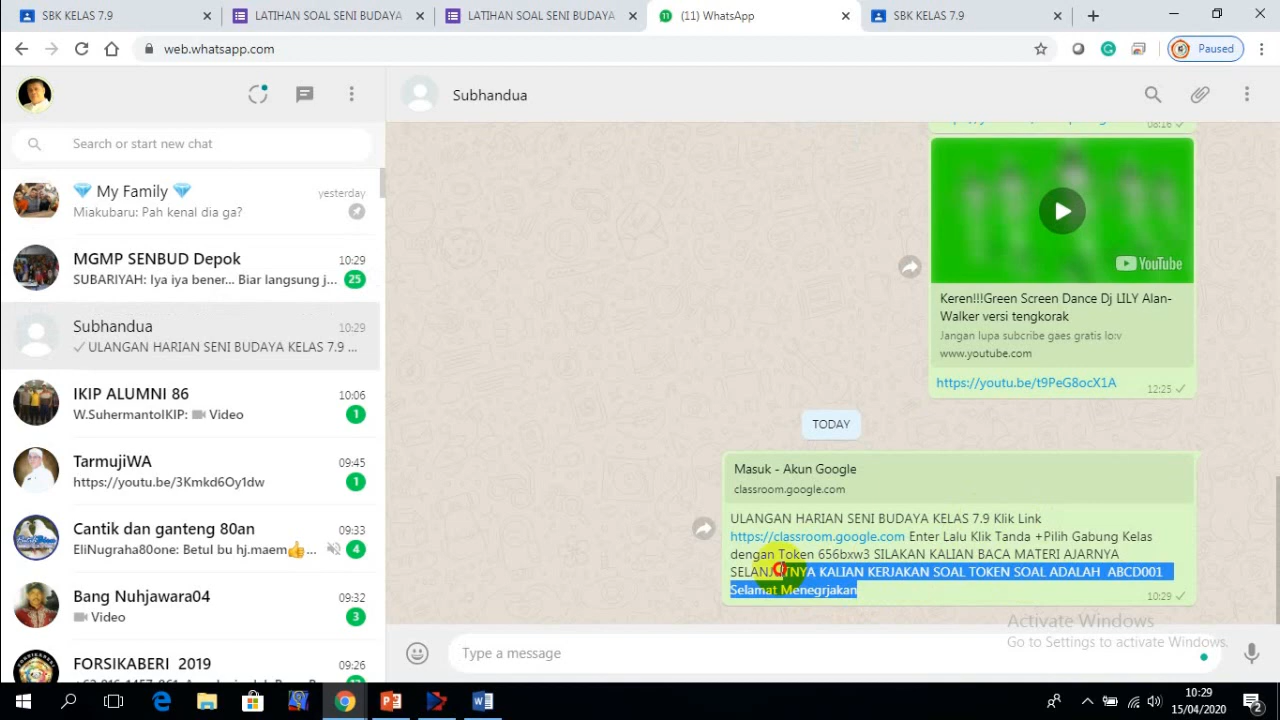 SBK KELAS 7.9
LATIHAN SOAL SENI BUDAYA
LATIHAN SOAL SENI BUDAYA
(11) WhatsApp
SBK KELAS 7.9
web.whatsapp.com
Paused
Subhandua
Search or start new chat
💎 My Family 💎
yesterday
Miakubaru: Pah kenal dia ga?
MGMP SENBUD Depok
10:29
SUBARIYAH: Iya iya bener... Biar langsung j...
25
Subhandua
10:29
ULANGAN HARIAN SENI BUDAYA KELAS 7.9 ...
IKIP ALUMNI 86
10:06
W.SuhermantoIKIP: Video
1
TarmujiWA
09:45
https://youtu.be/3Kmkd6Oy1dw
1
Cantik dan ganteng 80an
09:33
EliNugraha80one: Betul bu hj.maem👍...
4
Bang Nuhjawara04
09:32
Video
3
FORSIKABERI 2019
09:26
08:16
YouTube
Keren!!!Green Screen Dance Dj LILY Alan-
Walker versi tengkorak
Jangan lupa subcribe gaes gratis lo:v
www.youtube.com
https://youtu.be/t9PeG8ocX1A
12:25
TODAY
Masuk - Akun Google
classroom.google.com
ULANGAN HARIAN SENI BUDAYA KELAS 7.9 Klik Link
https://classroom.google.com Enter Lalu Klik Tanda +Pilih Gabung Kelas
dengan Token 656bxw3 SILAKAN KALIAN BACA MATERI AJARNYA
SELANJUTNYA KALIAN KERJAKAN SOAL TOKEN SOAL ADALAH ABCD001
Selamat Menegrjakan
10:29
Activate Windows
Go to Settings to activate Windows.
Type a message
10:29
15/04/2020
2